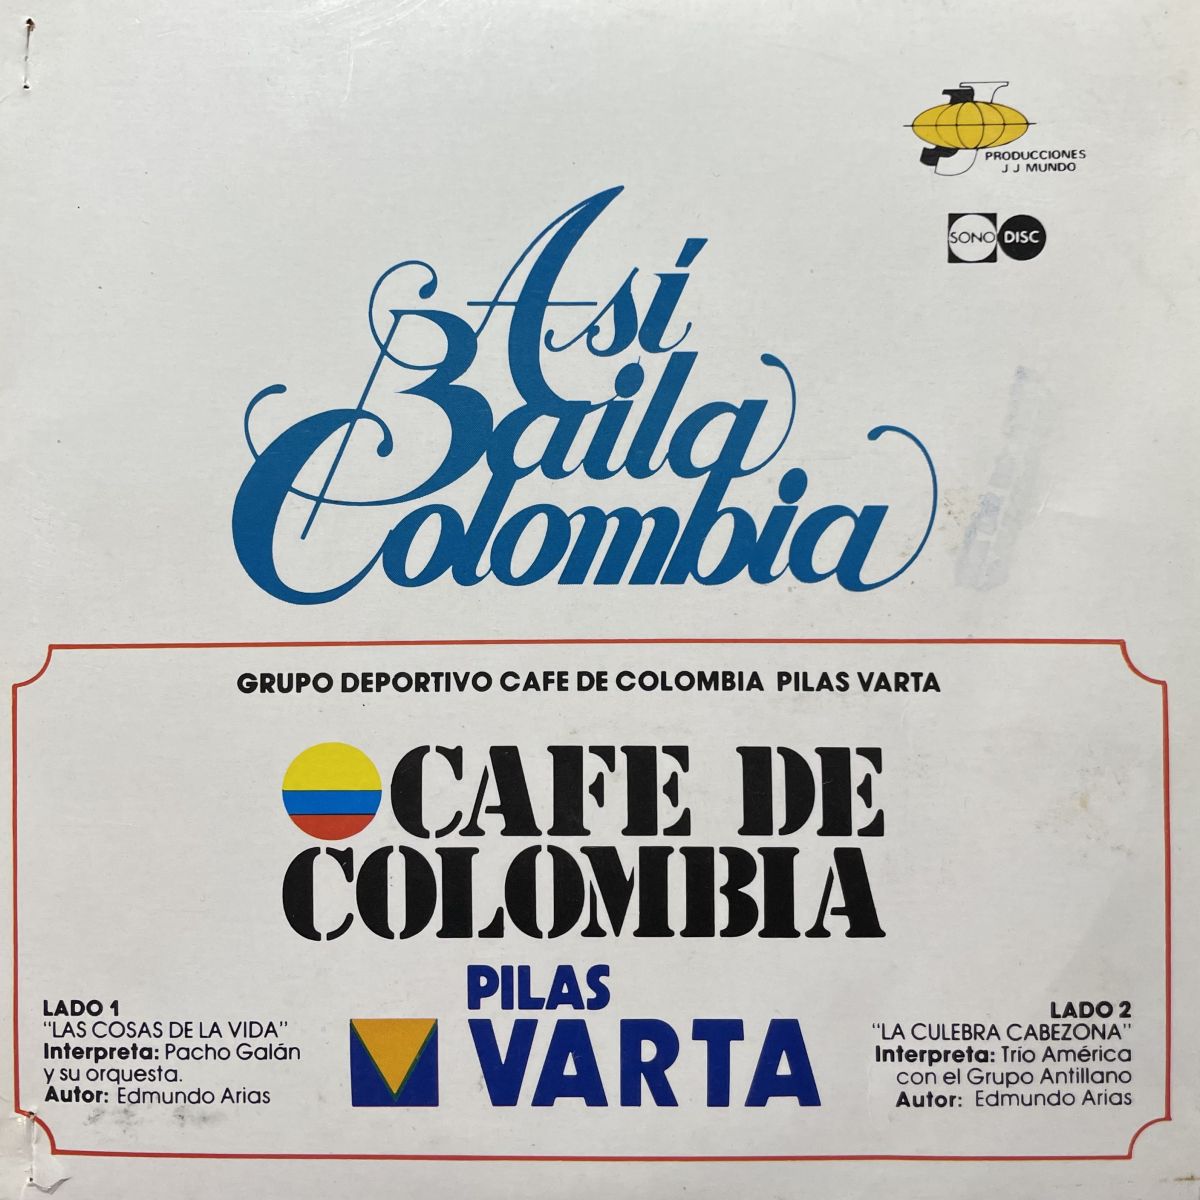 PRODUCCIONES
J J MUNDO
SONO DISC
Así
Baila
Colombia
GRUPO DEPORTIVO CAFE DE COLOMBIA PILAS VARTA
CAFE DE
COLOMBIA
PILAS
VARTA
LADO 1
"LAS COSAS DE LA VIDA"
Interpreta: Pacho Galán
y su orquesta.
Autor: Edmundo Arias
LADO 2
"LA CULEBRA CABEZONA"
Interpreta: Trío América
con el Grupo Antillano
Autor: Edmundo Arias